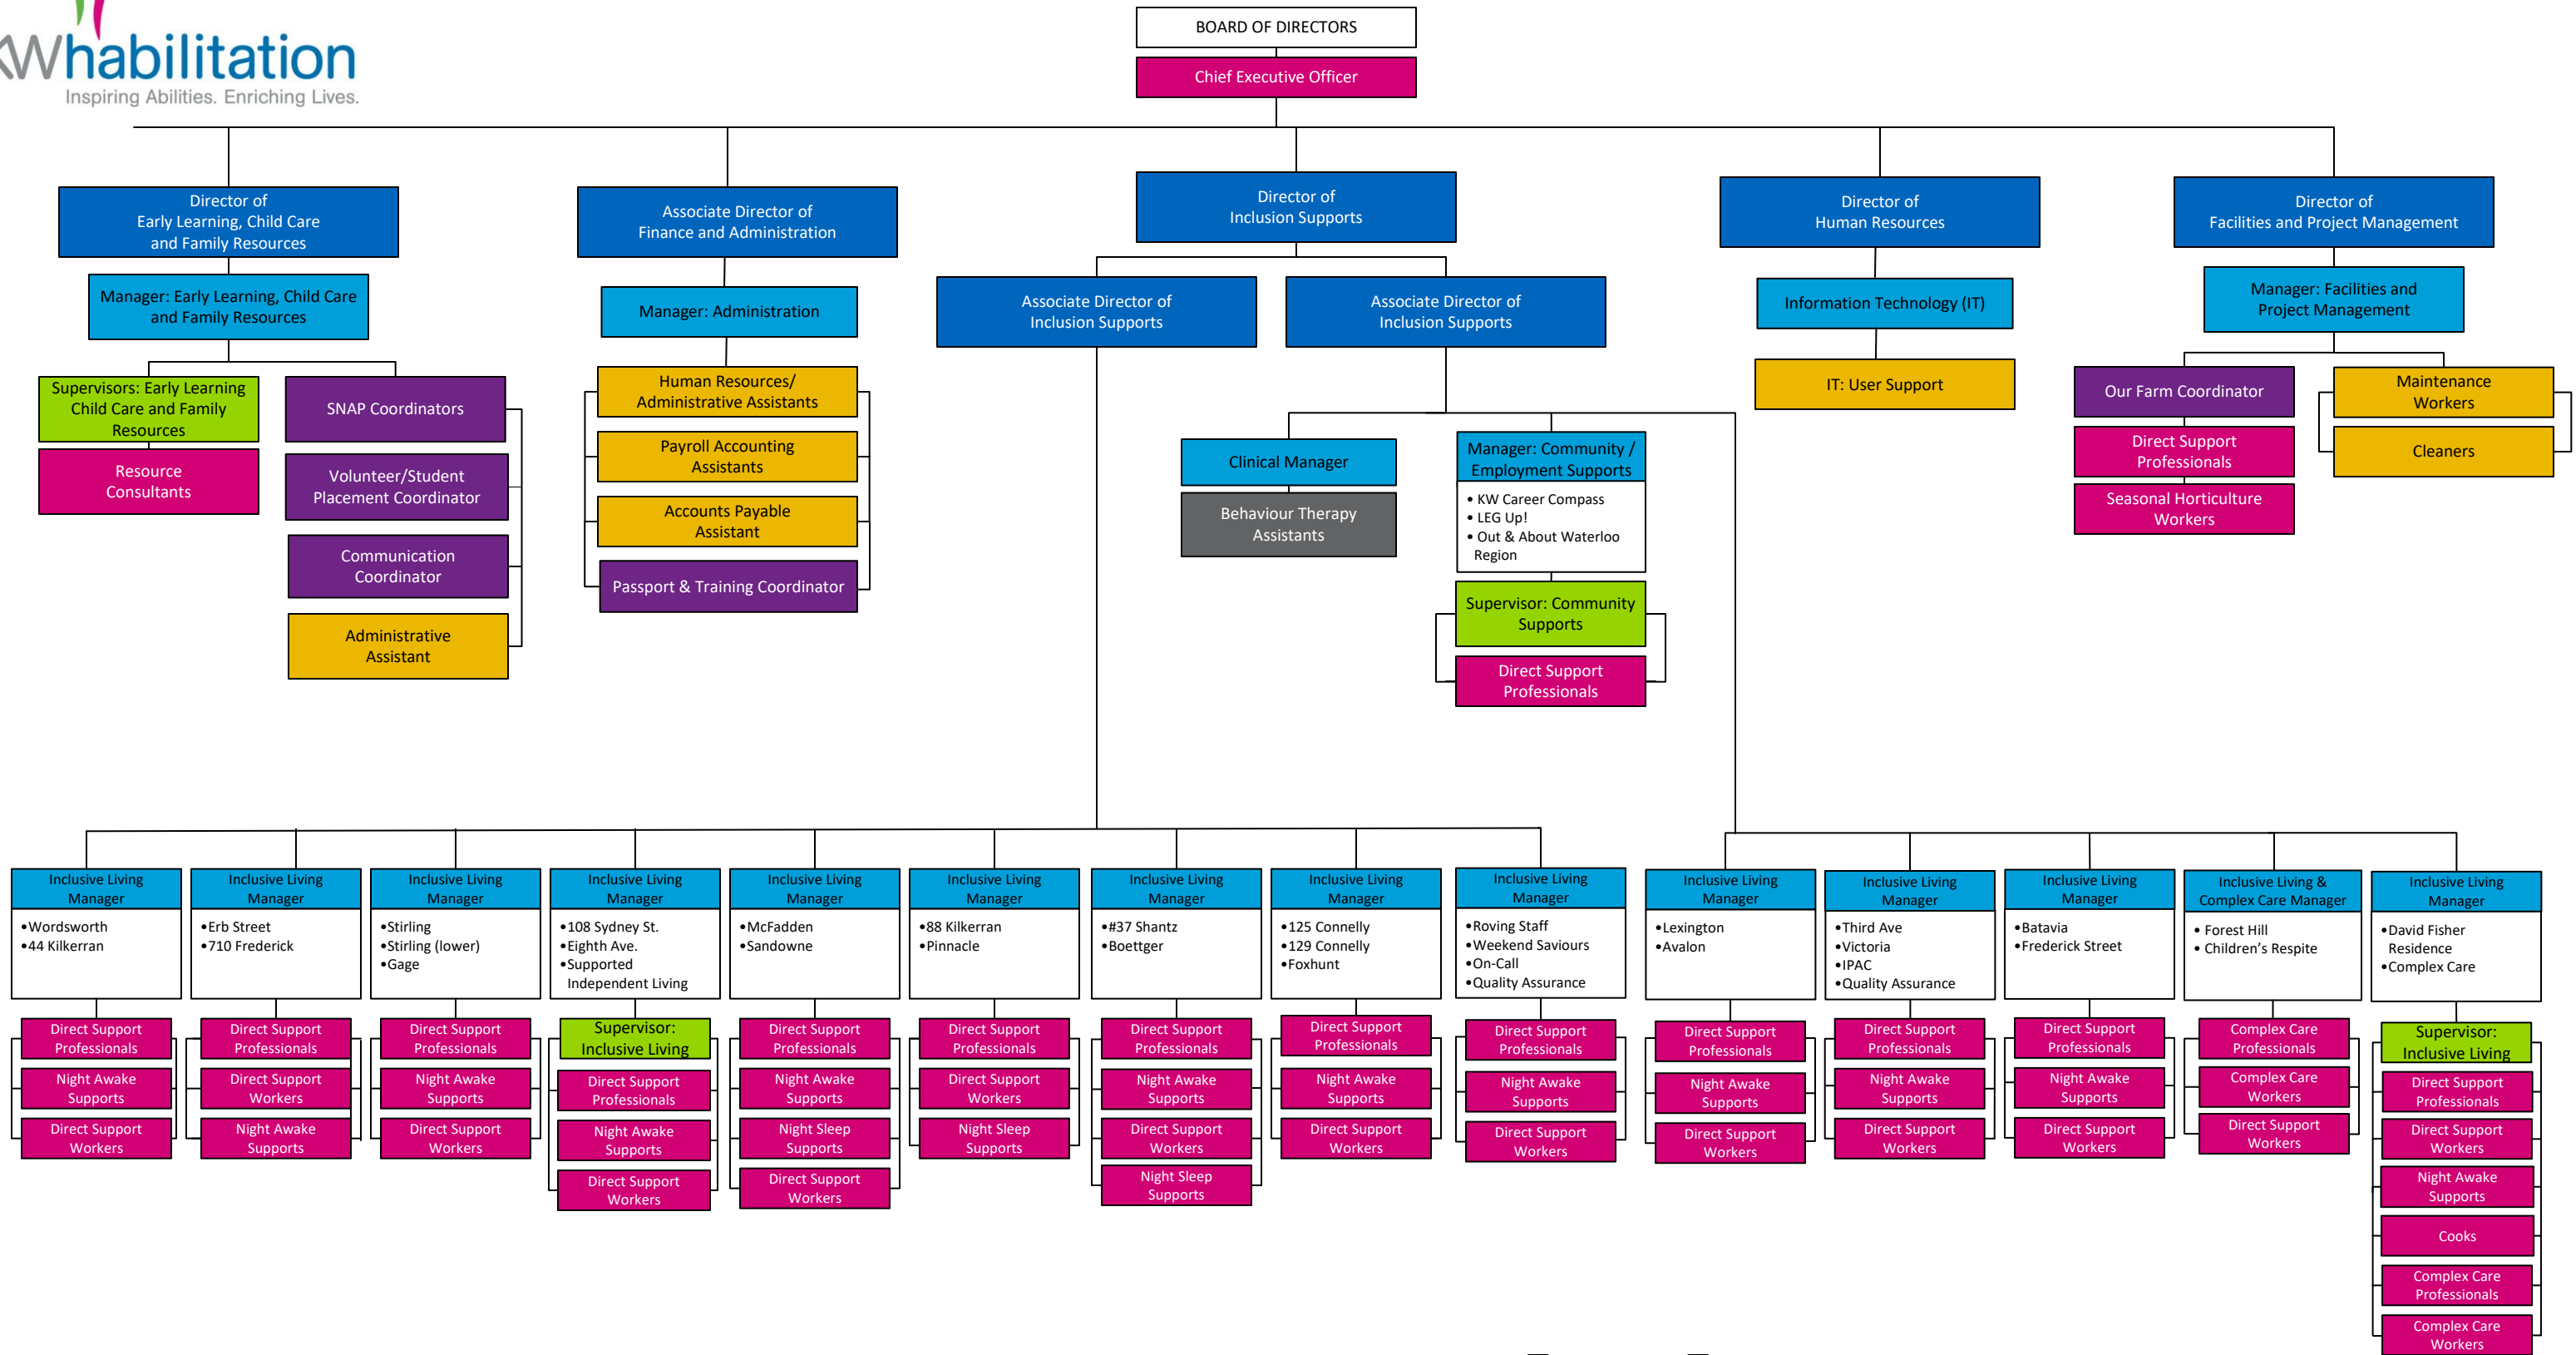 KWhabilitation
Inspiring Abilities. Enriching Lives.
BOARD OF DIRECTORS
Chief Executive Officer
Director of
Early Learning, Child Care
and Family Resources
Manager: Early Learning, Child Care
and Family Resources
Supervisors: Early Learning
Child Care and Family
Resources
Resource
Consultants
SNAP Coordinators
Volunteer/Student
Placement Coordinator
Communication
Coordinator
Administrative
Assistant
Associate Director of
Finance and Administration
Manager: Administration
Human Resources/
Administrative Assistants
Payroll Accounting
Assistants
Accounts Payable
Assistant
Passport & Training Coordinator
Director of
Inclusion Supports
Associate Director of
Inclusion Supports
Associate Director of
Inclusion Supports
Clinical Manager
Behaviour Therapy
Assistants
Manager: Community /
Employment Supports
• KW Career Compass
• LEG Up!
• Out & About Waterloo
Region
Supervisor: Community
Supports
Direct Support
Professionals
Director of
Human Resources
Information Technology (IT)
IT: User Support
Director of
Facilities and Project Management
Manager: Facilities and
Project Management
Our Farm Coordinator
Direct Support
Professionals
Seasonal Horticulture
Workers
Maintenance
Workers
Cleaners
Inclusive Living
Manager
•Wordsworth
•44 Kilkerran
Direct Support
Professionals
Night Awake
Supports
Direct Support
Workers
Inclusive Living
Manager
•Erb Street
•710 Frederick
Direct Support
Professionals
Direct Support
Workers
Night Awake
Supports
Inclusive Living
Manager
•Stirling
•Stirling (lower)
•Gage
Direct Support
Professionals
Night Awake
Supports
Direct Support
Workers
Inclusive Living
Manager
•108 Sydney St.
•Eighth Ave.
•Supported
Independent Living
Supervisor:
Inclusive Living
Direct Support
Professionals
Night Awake
Supports
Direct Support
Workers
Inclusive Living
Manager
•McFadden
•Sandowne
Direct Support
Professionals
Night Awake
Supports
Night Sleep
Supports
Direct Support
Workers
Inclusive Living
Manager
•88 Kilkerran
•Pinnacle
Direct Support
Professionals
Direct Support
Workers
Night Sleep
Supports
Inclusive Living
Manager
•#37 Shantz
•Boettger
Direct Support
Professionals
Night Awake
Supports
Direct Support
Workers
Night Sleep
Supports
Inclusive Living
Manager
•125 Connelly
•129 Connelly
•Foxhunt
Direct Support
Professionals
Night Awake
Supports
Direct Support
Workers
Inclusive Living
Manager
•Roving Staff
•Weekend Saviours
•On-Call
•Quality Assurance
Direct Support
Professionals
Night Awake
Supports
Direct Support
Workers
Inclusive Living
Manager
•Lexington
•Avalon
Direct Support
Professionals
Night Awake
Supports
Direct Support
Workers
Inclusive Living
Manager
•Third Ave
•Victoria
•IPAC
•Quality Assurance
Direct Support
Professionals
Night Awake
Supports
Direct Support
Workers
Inclusive Living
Manager
•Batavia
•Frederick Street
Direct Support
Professionals
Night Awake
Supports
Direct Support
Workers
Inclusive Living &
Complex Care Manager
• Forest Hill
• Children's Respite
Complex Care
Professionals
Complex Care
Workers
Direct Support
Workers
Inclusive Living
Manager
•David Fisher
Residence
•Complex Care
Supervisor:
Inclusive Living
Direct Support
Professionals
Direct Support
Workers
Night Awake
Supports
Cooks
Complex Care
Professionals
Complex Care
Workers